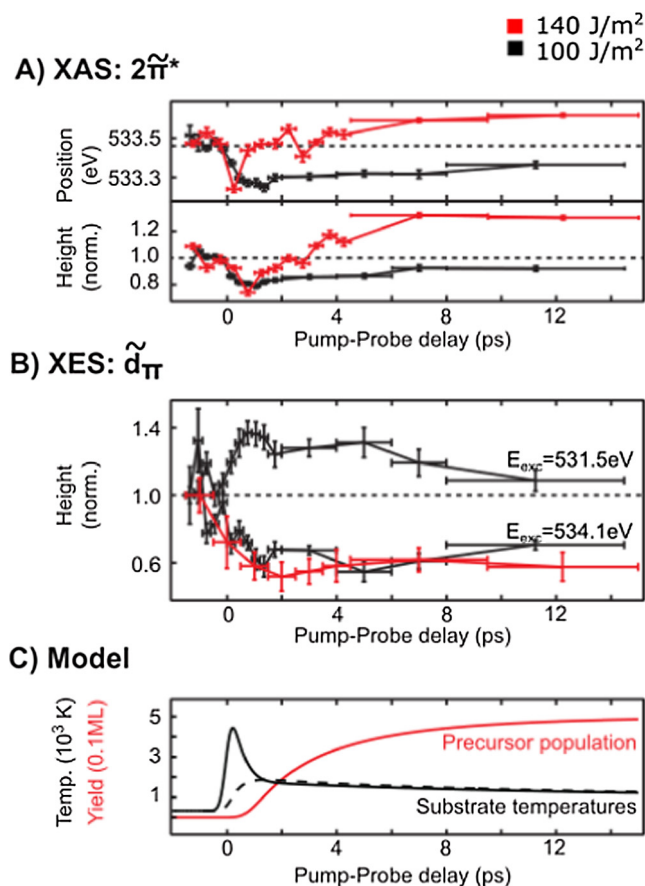 140 J/m²
100 J/m²
A) XAS: 2π̃*
Position
(eV)
533.5
533.3
Height
(norm.)
1.2
1.0
0.8
0 4 8 12
Pump-Probe delay (ps)
B) XES: d̃π
Height
(norm.)
1.4
1.0
0.6
Eexc=531.5eV
Eexc=534.1eV
0 4 8 12
Pump-Probe delay (ps)
C) Model
Temp. (10³ K)
Yield (0.1ML)
5
3
1
Precursor population
Substrate temperatures
0 4 8 12
Pump-Probe delay (ps)